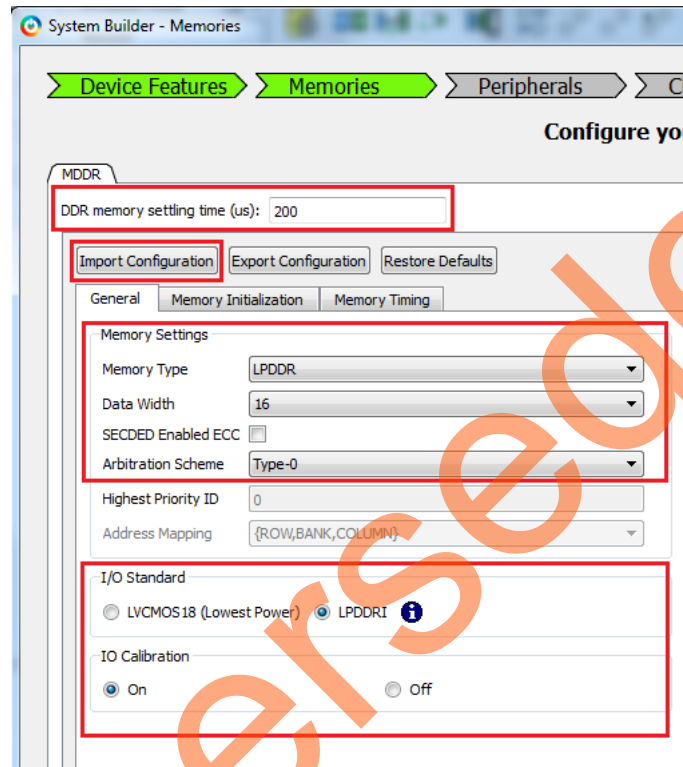 System Builder - Memories
Device Features Memories Peripherals
Configure yo
MDDR
DDR memory settling time (us): 200
Import Configuration Export Configuration Restore Defaults
General Memory Initialization Memory Timing
Memory Settings
Memory Type LPDDR
Data Width 16
SECDED Enabled ECC
Arbitration Scheme Type-0
Highest Priority ID 0
Address Mapping {ROW,BANK,COLUMN}
I/O Standard
LVCMOS18 (Lowest Power) LPDDRI
IO Calibration
On Off